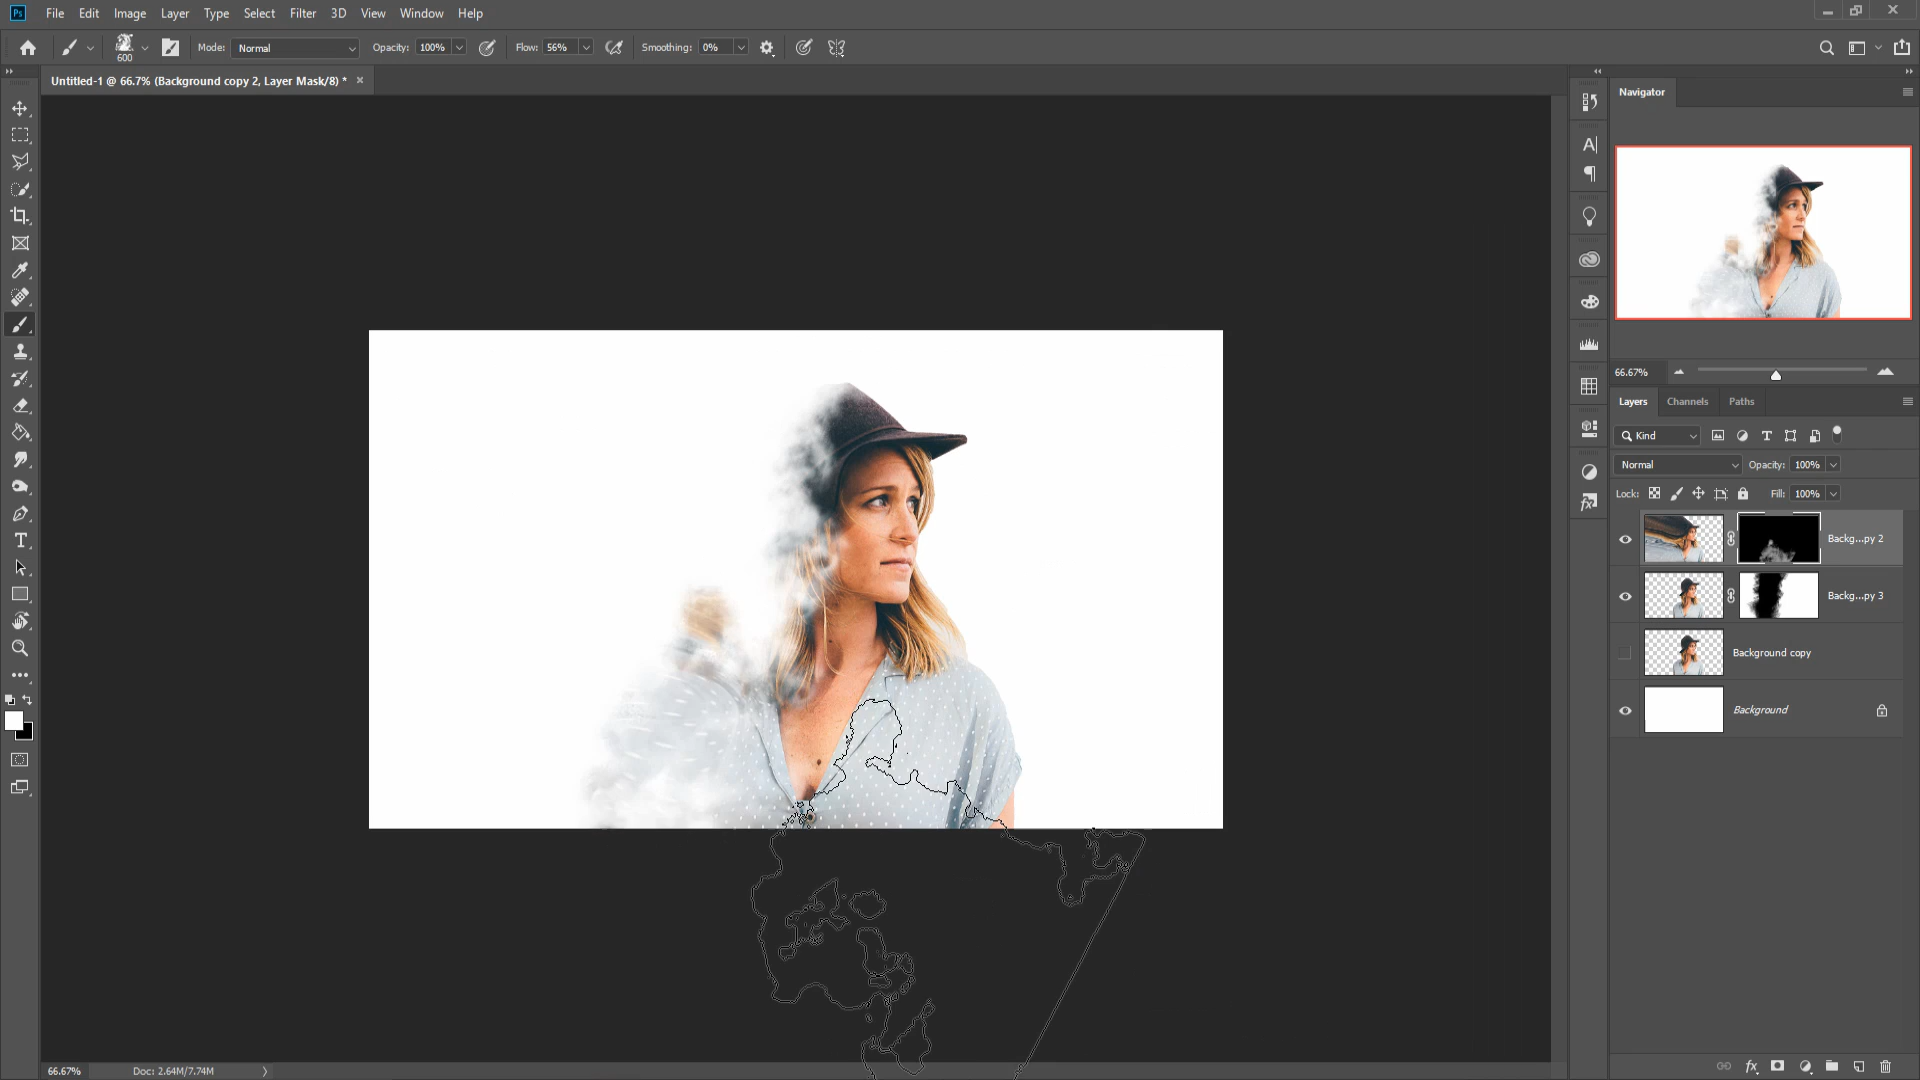 Ps File Edit Image Layer Type Select Filter 3D View Window Help
600 Mode: Normal Opacity: 100% Flow: 56% Smoothing: 0%
Untitled-1 @ 66.7% (Background copy 2, Layer Mask/8) *
Navigator
66.67%
Layers Channels Paths
Kind
Normal Opacity: 100%
Lock: Fill: 100%
Backg...py 2
Backg...py 3
Background copy
Background
66.67% Doc: 2.64M/7.74M